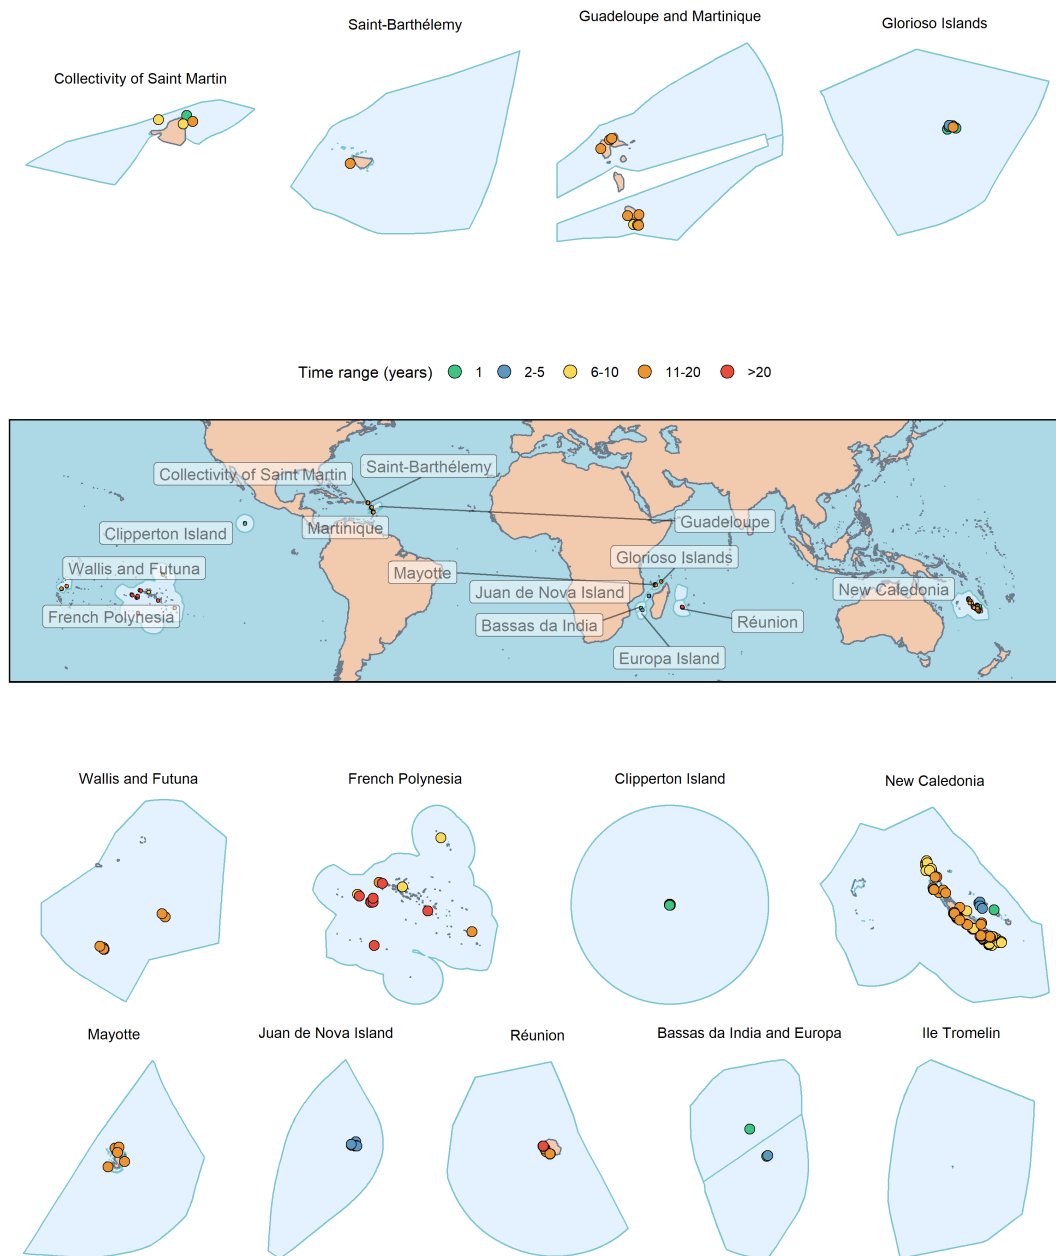 Guadeloupe and Martinique
Saint-Barthélemy
Glorioso Islands
Collectivity of Saint Martin
Time range (years) 1 2-5 6-10 11-20 >20
Collectivity of Saint Martin
Saint-Barthélemy
Clipperton Island
Martinique
Guadeloupe
Wallis and Futuna
Mayotte
Glorioso Islands
Juan de Nova Island
New Caledonia
French Polynesia
Bassas da India
Réunion
Europa Island
Wallis and Futuna
French Polynesia
Clipperton Island
New Caledonia
Mayotte
Juan de Nova Island
Réunion
Bassas da India and Europa
Ile Tromelin